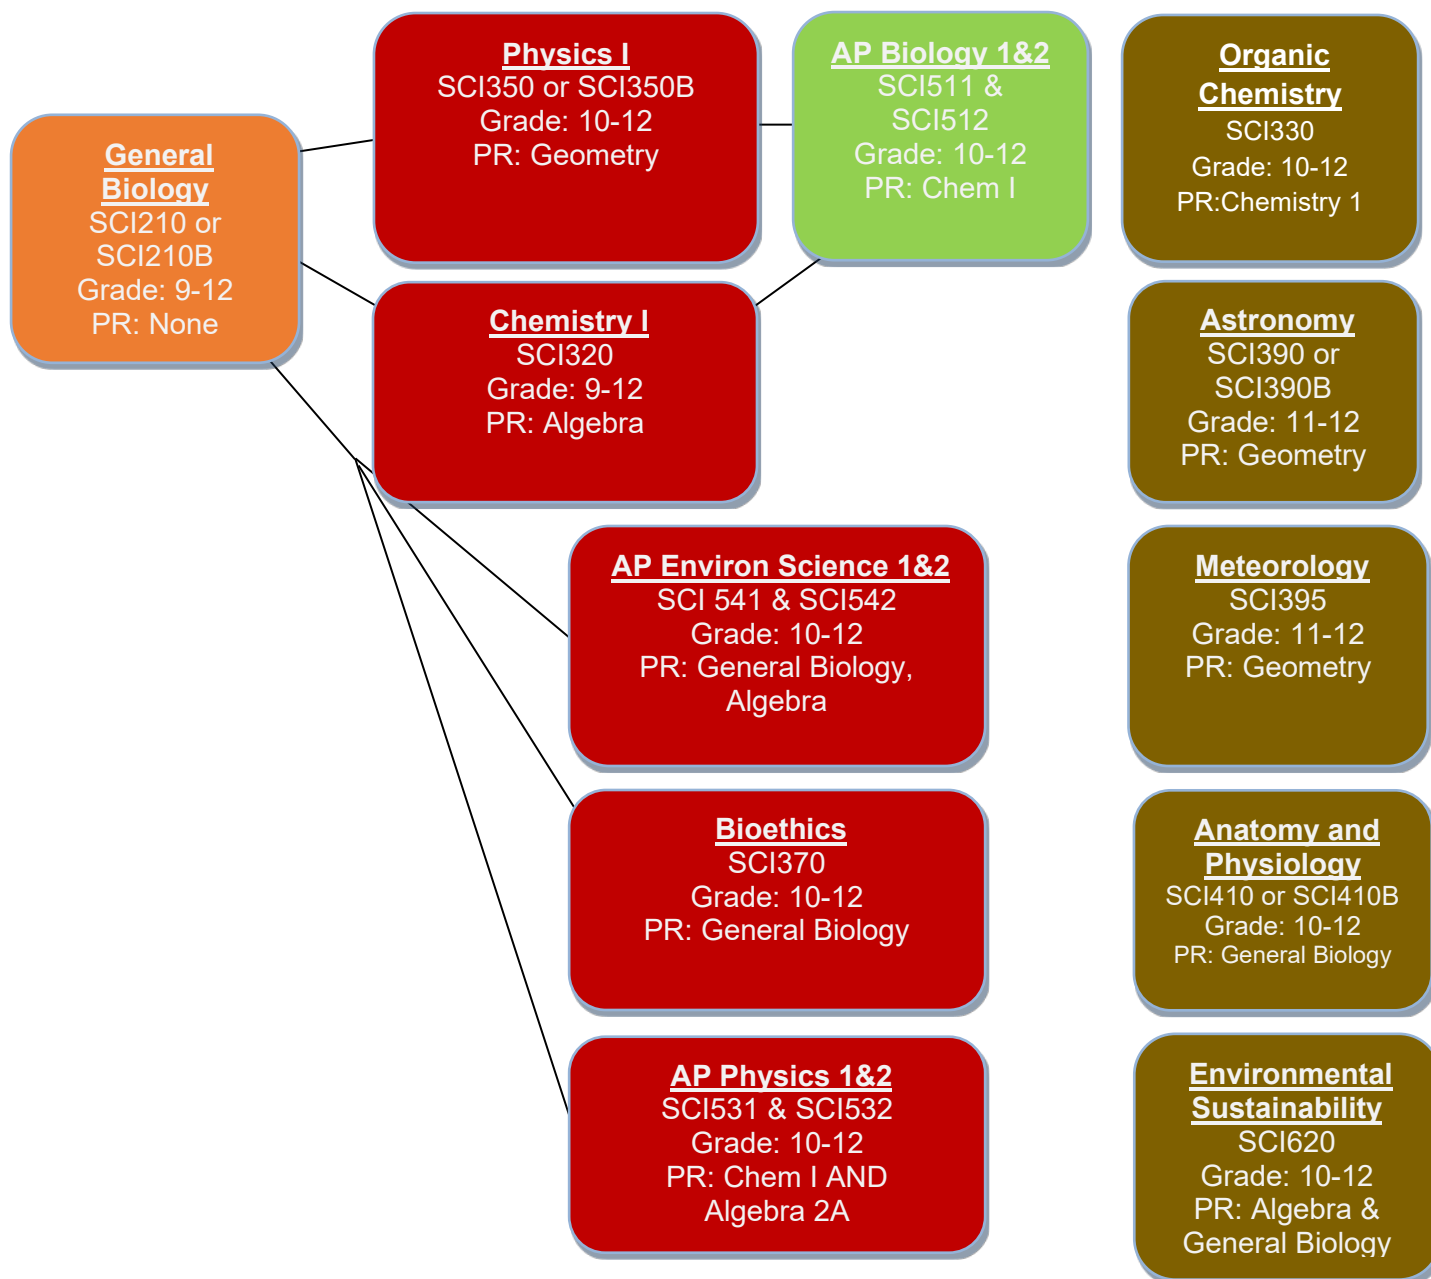 General
Biology
SCI210 or
SCI210B
Grade: 9-12
PR: None
Physics I
SCI350 or SCI350B
Grade: 10-12
PR: Geometry
AP Biology 1&2
SCI511 &
SCI512
Grade: 10-12
PR: Chem I
Organic
Chemistry
SCI330
Grade: 10-12
PR:Chemistry 1
Chemistry I
SCI320
Grade: 9-12
PR: Algebra
Astronomy
SCI390 or
SCI390B
Grade: 11-12
PR: Geometry
AP Environ Science 1&2
SCI 541 & SCI542
Grade: 10-12
PR: General Biology,
Algebra
Meteorology
SCI395
Grade: 11-12
PR: Geometry
Bioethics
SCI370
Grade: 10-12
PR: General Biology
Anatomy and
Physiology
SCI410 or SCI410B
Grade: 10-12
PR: General Biology
AP Physics 1&2
SCI531 & SCI532
Grade: 10-12
PR: Chem I AND
Algebra 2A
Environmental
Sustainability
SCI620
Grade: 10-12
PR: Algebra &
General Biology